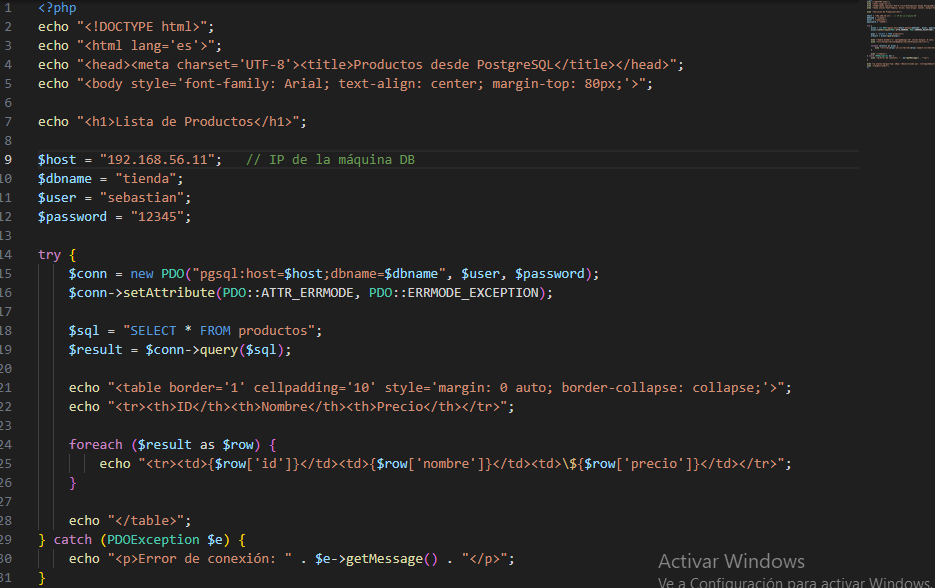 1 <?php
2 echo "<!DOCTYPE html>";
3 echo "<html lang='es'>";
4 echo "<head><meta charset='UTF-8'><title>Productos desde PostgreSQL</title></head>";
5 echo "<body style='font-family: Arial; text-align: center; margin-top: 80px;'>";
6
7 echo "<h1>Lista de Productos</h1>";
8
9 $host = "192.168.56.11";   // IP de la máquina DB
10 $dbname = "tienda";
11 $user = "sebastian";
12 $password = "12345";
13
14 try {
15     $conn = new PDO("pgsql:host=$host;dbname=$dbname", $user, $password);
16     $conn->setAttribute(PDO::ATTR_ERRMODE, PDO::ERRMODE_EXCEPTION);
17
18     $sql = "SELECT * FROM productos";
19     $result = $conn->query($sql);
20
21     echo "<table border='1' cellpadding='10' style='margin: 0 auto; border-collapse: collapse;'>";
22     echo "<tr><th>ID</th><th>Nombre</th><th>Precio</th></tr>";
23
24     foreach ($result as $row) {
25         echo "<tr><td>{$row['id']}</td><td>{$row['nombre']}</td><td>\${$row['precio']}</td></tr>";
26     }
27
28     echo "</table>";
29 } catch (PDOException $e) {
30     echo "<p>Error de conexión: " . $e->getMessage() . "</p>";
31 }
Activar Windows
Ve a Configuración para activar Windows.